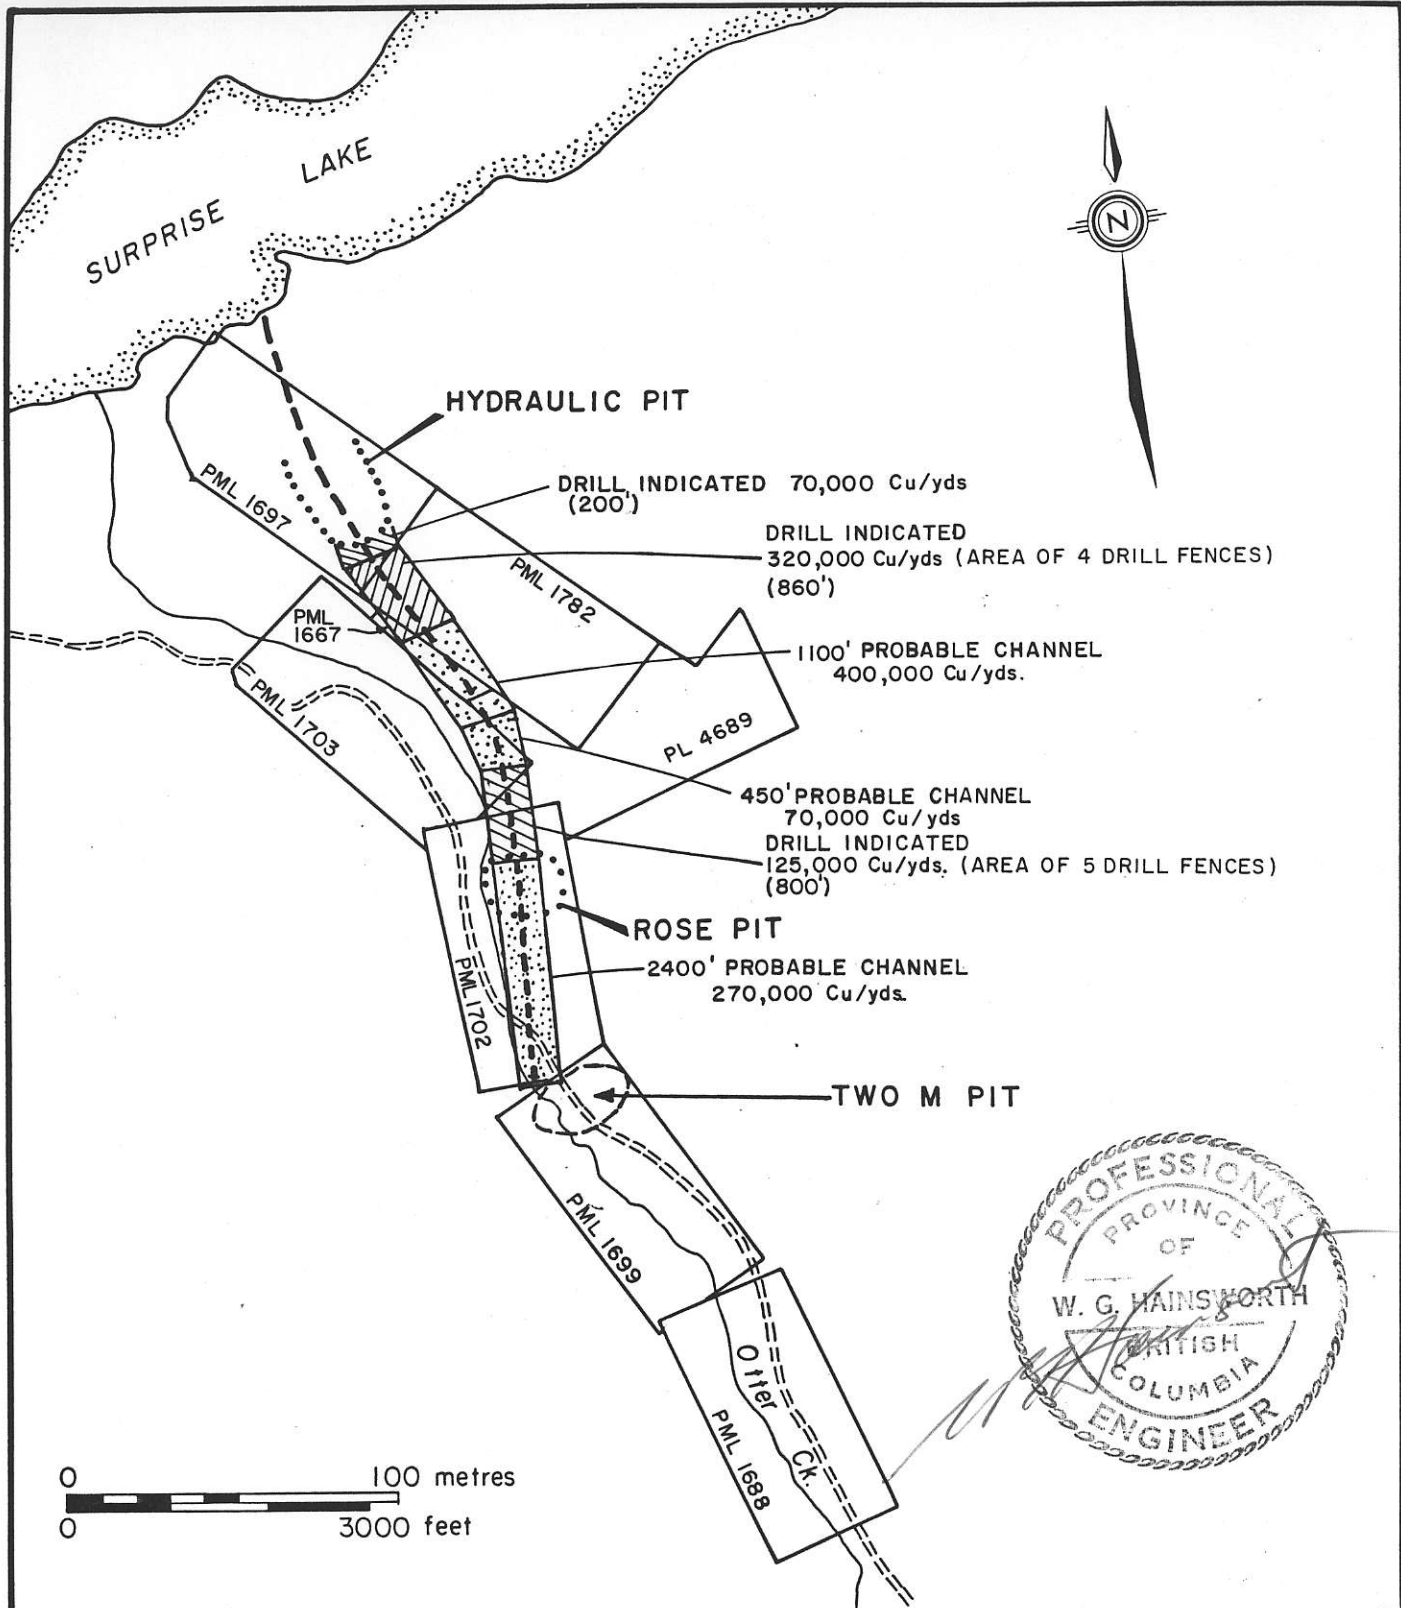 SURPRISE LAKE
N
HYDRAULIC PIT
DRILL INDICATED 70,000 Cu/yds
(200')
PML 1697
DRILL INDICATED
320,000 Cu/yds (AREA OF 4 DRILL FENCES)
(860')
PML 1782
PML
1667
1100' PROBABLE CHANNEL
400,000 Cu/yds.
PML 1703
PL 4689
450' PROBABLE CHANNEL
70,000 Cu/yds
DRILL INDICATED
125,000 Cu/yds. (AREA OF 5 DRILL FENCES)
(800')
ROSE PIT
2400' PROBABLE CHANNEL
270,000 Cu/yds.
PML 1702
TWO M PIT
PML 1699
PROFESSIONAL
PROVINCE
OF
W. G. HAINSWORTH
BRITISH
COLUMBIA
ENGINEER
Otter Ck.
PML 1688
0 100 metres
0 3000 feet